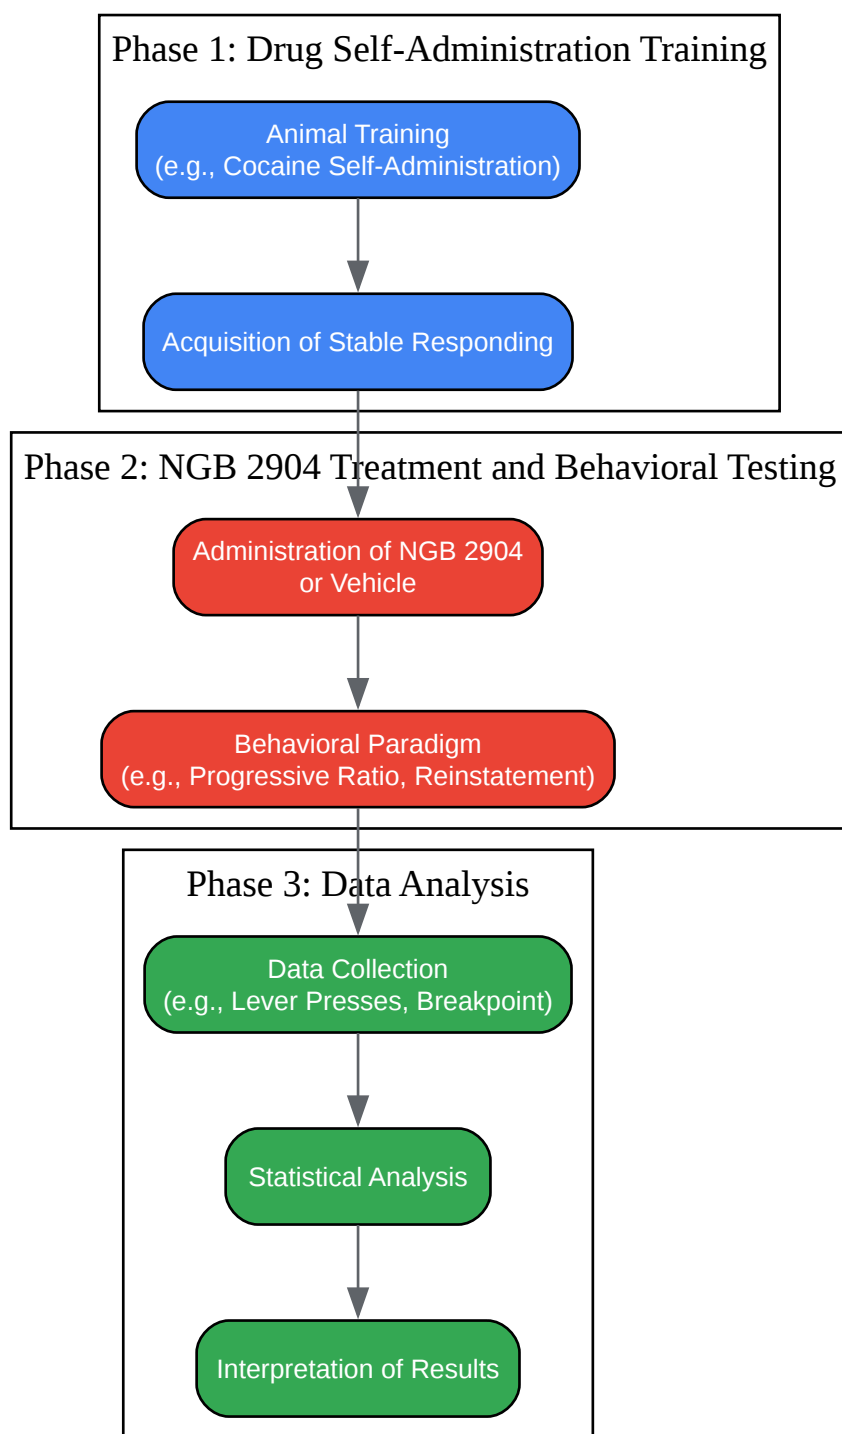 Phase 1: Drug Self-Administration Training
Animal Training
(e.g., Cocaine Self-Administration)
Acquisition of Stable Responding
Phase 2: NGB 2904 Treatment and Behavioral Testing
Administration of NGB 2904
or Vehicle
Behavioral Paradigm
(e.g., Progressive Ratio, Reinstatement)
Phase 3: Data Analysis
Data Collection
(e.g., Lever Presses, Breakpoint)
Statistical Analysis
Interpretation of Results